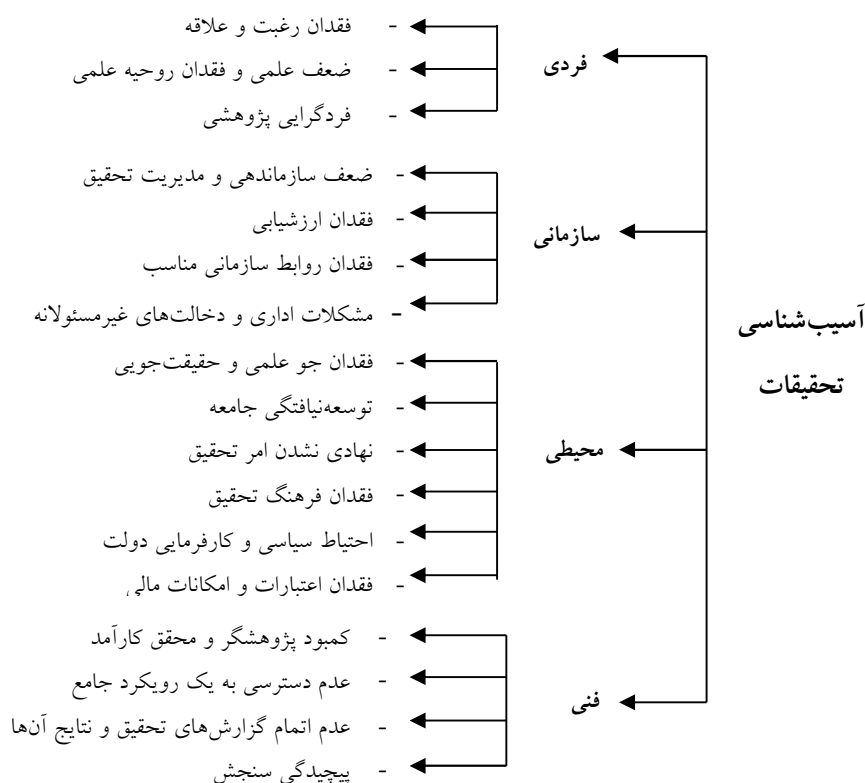 آسیب‌شناسی
تحقیقات
فردی
- فقدان رغبت و علاقه
- ضعف علمی و فقدان روحیه علمی
- فردگرایی پژوهشی
سازمانی
- ضعف سازماندهی و مدیریت تحقیق
- فقدان ارزشیابی
- فقدان روابط سازمانی مناسب
- مشکلات اداری و دخالت‌های غیرمسئولانه
محیطی
- فقدان جو علمی و حقیقت‌جویی
- توسعه‌نیافتگی جامعه
- نهادی نشدن امر تحقیق
- فقدان فرهنگ تحقیق
- احتیاط سیاسی و کارفرمایی دولت
- فقدان اعتبارات و امکانات مالی
فنی
- کمبود پژوهشگر و محقق کارآمد
- عدم دسترسی به یک رویکرد جامع
- عدم اتمام گزارش‌های تحقیق و نتایج آن‌ها
- پیچیدگی سنجش